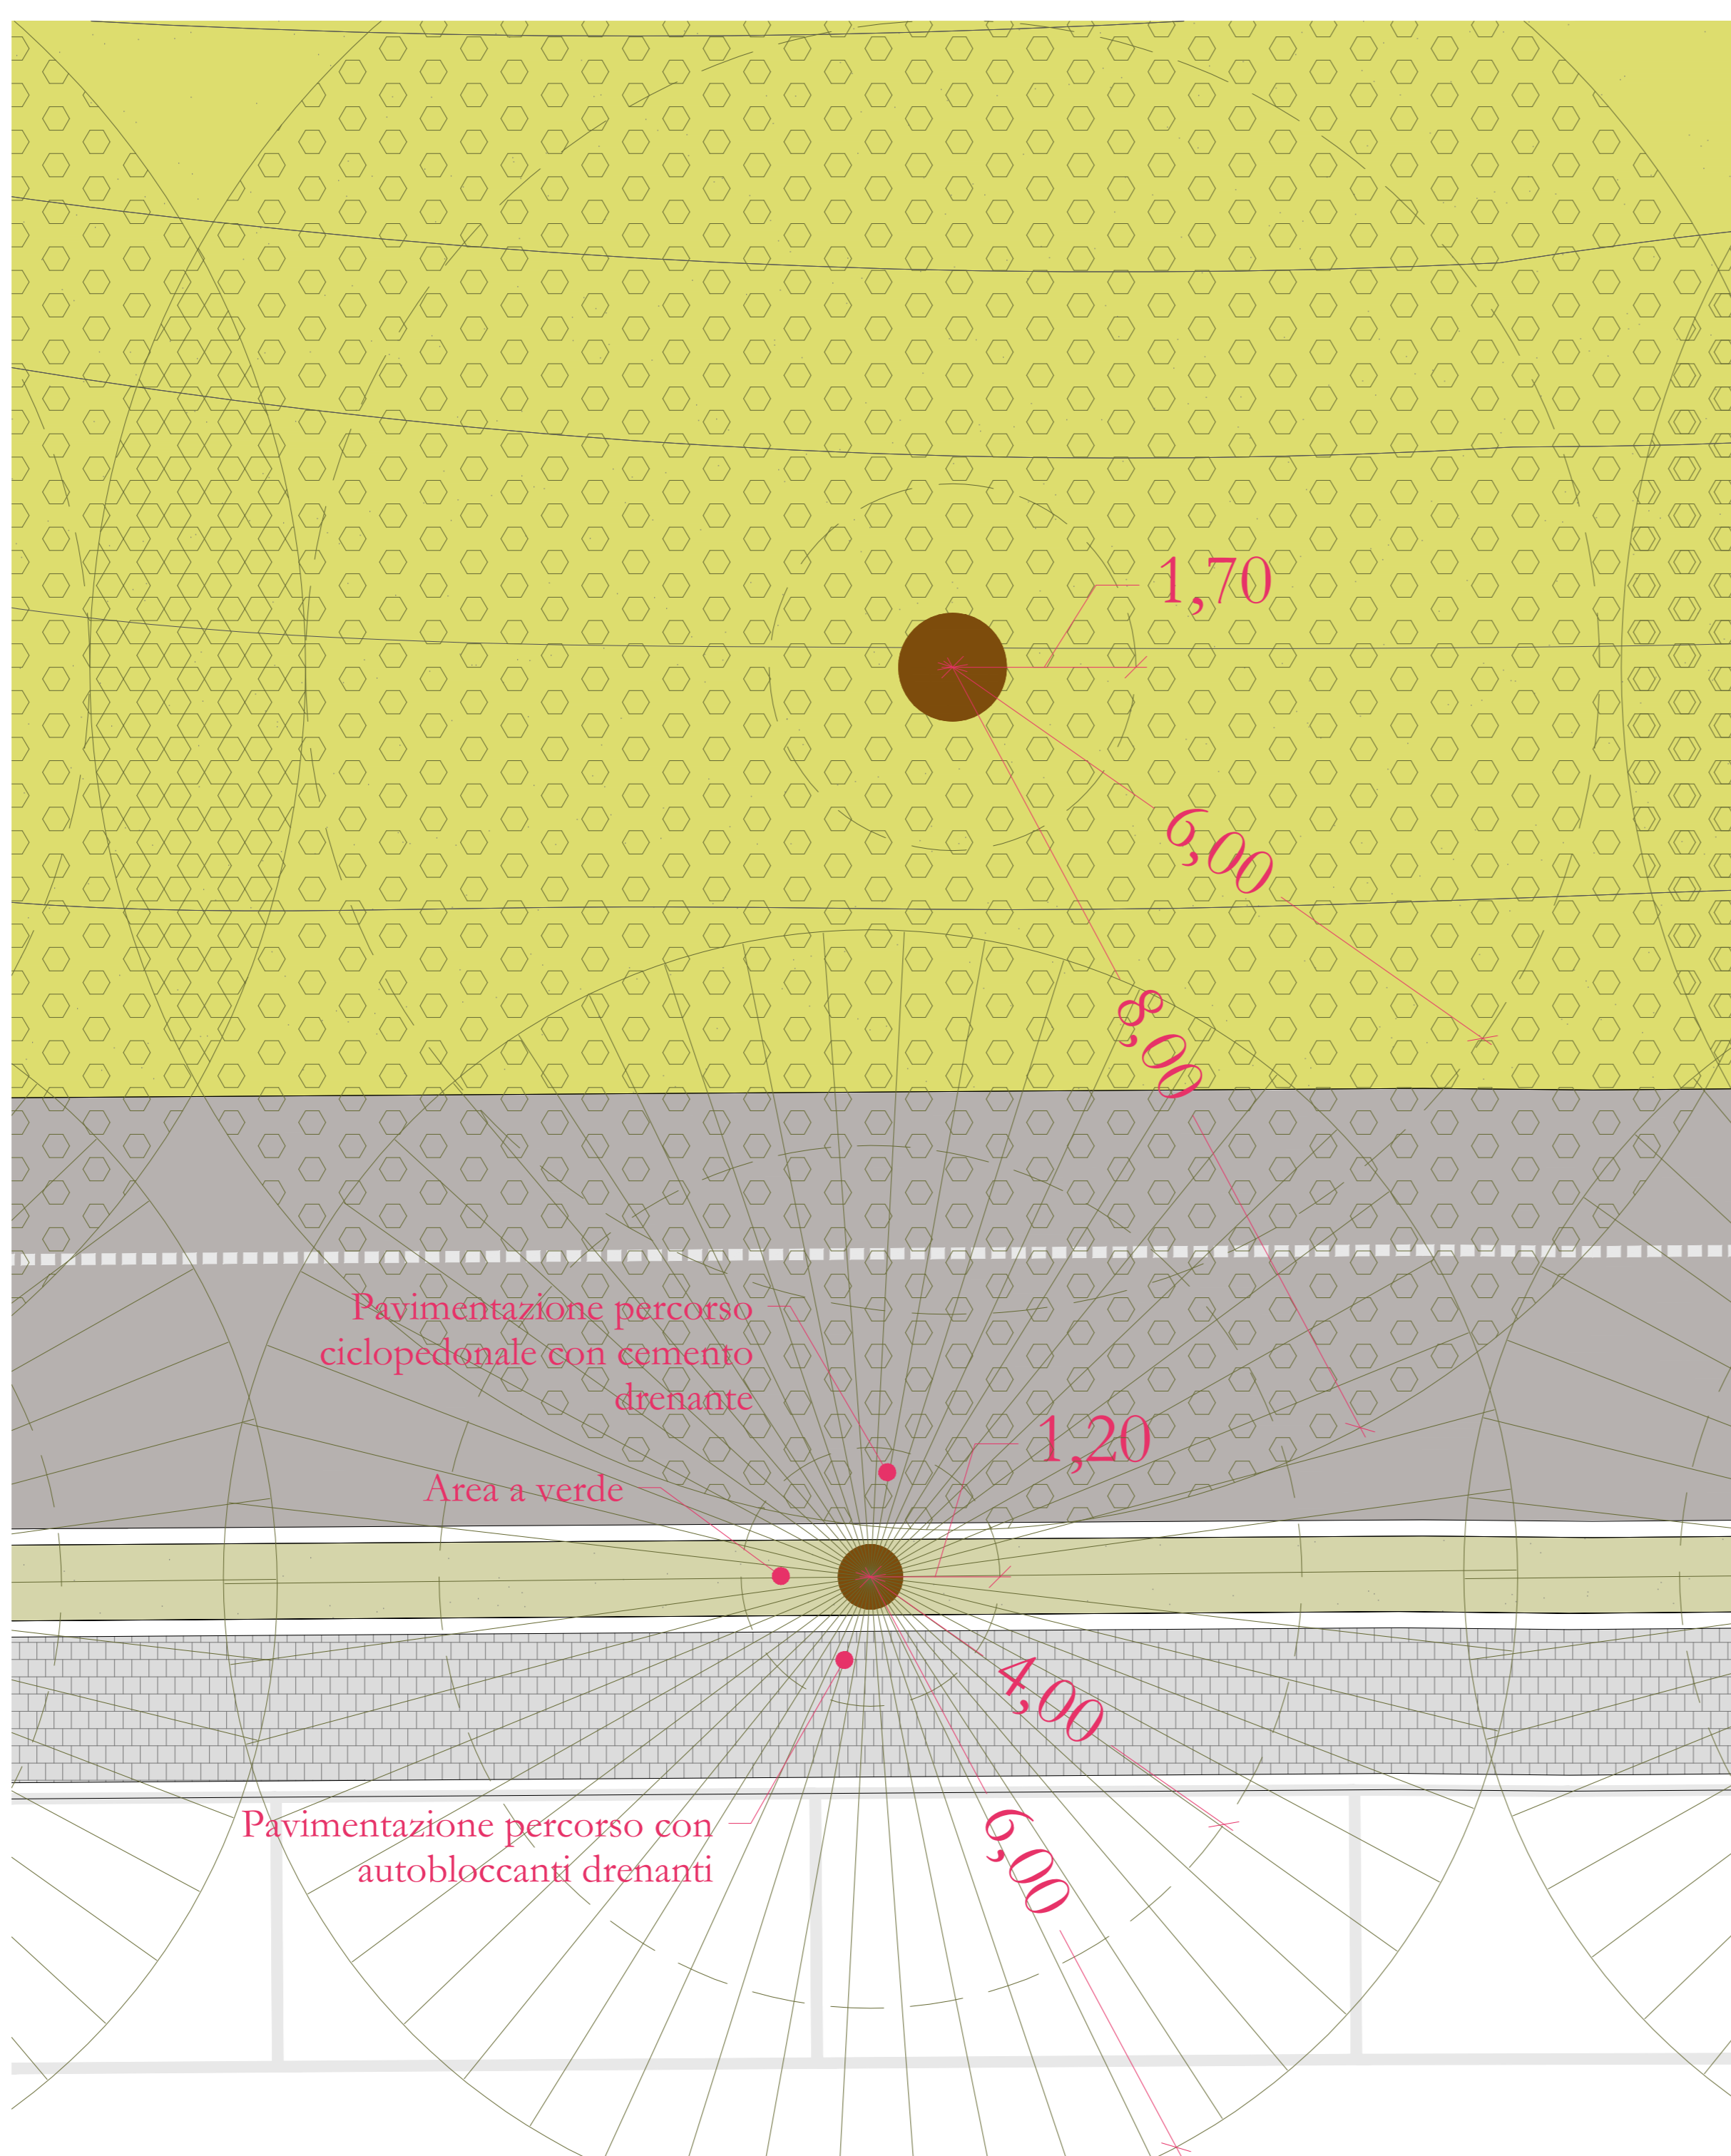 1,70
6,00
8,00
Pavimentazione percorso
ciclopedonale con cemento
drenante
1,20
Area a verde
4,00
6,00
Pavimentazione percorso con
autobloccanti drenanti